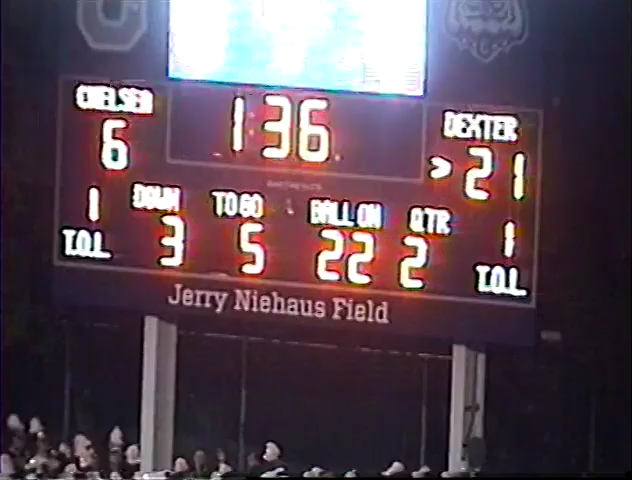 CHELSEA 1:36 DEXTER
6 > 21
DOWN TO GO BALL ON QTR
1 3 5 22 2 1
T.O.L. T.O.L.
Jerry Niehaus Field